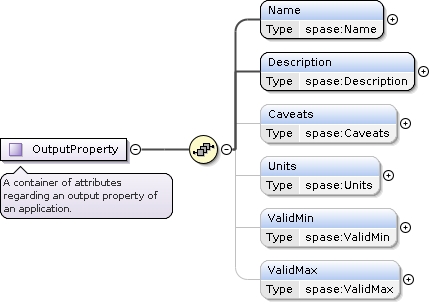 Name
Type spase:Name
Description
Type spase:Description
Caveats
Type spase:Caveats
OutputProperty
A container of attributes
regarding an output property of
an application.
Units
Type spase:Units
ValidMin
Type spase:ValidMin
ValidMax
Type spase:ValidMax